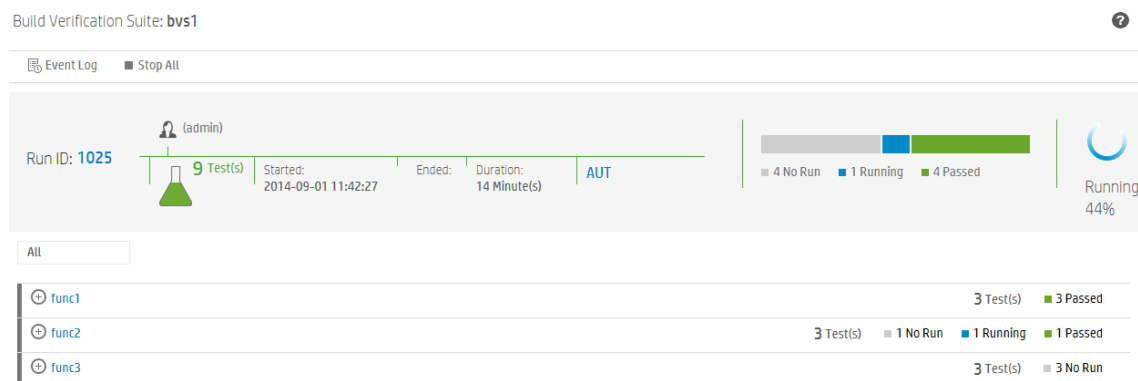 Build Verification Suite: bvs1
?
Event Log Stop All
(admin)
Run ID: 1025
9 Test(s)
Started:
2014-09-01 11:42:27
Ended:
Duration:
14 Minute(s)
AUT
4 No Run 1 Running 4 Passed
Running
44%
All
func1 3 Test(s) 3 Passed
func2 3 Test(s) 1 No Run 1 Running 1 Passed
func3 3 Test(s) 3 No Run